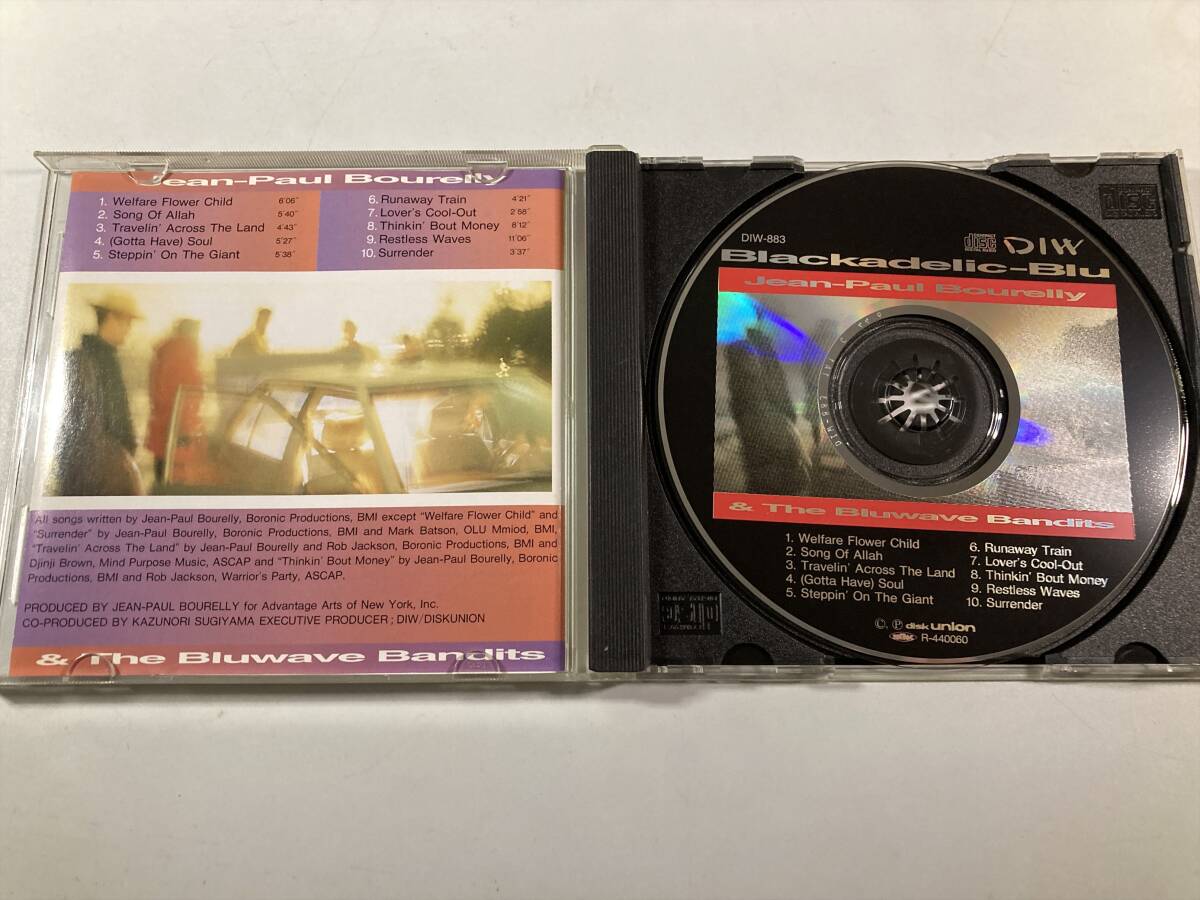 Jean-Paul Bourelly
1. Welfare Flower Child 6'06"
2. Song Of Allah 5'40"
3. Travelin' Across The Land 4'43"
4. (Gotta Have) Soul 5'27"
5. Steppin' On The Giant 5'38"
6. Runaway Train 4'21"
7. Lover's Cool-Out 2'58"
8. Thinkin' Bout Money 8'12"
9. Restless Waves 11'06"
10. Surrender 3'37"
All songs written by Jean-Paul Bourelly, Boronic Productions, BMI except "Welfare Flower Child" and
"Surrender" by Jean-Paul Bourelly, Boronic Productions, BMI and Mark Batson, OLU Mmiod, BMI,
"Travelin' Across The Land" by Jean-Paul Bourelly and Rob Jackson, Boronic Productions, BMI and
Djinji Brown, Mind Purpose Music, ASCAP and "Thinkin' Bout Money" by Jean-Paul Bourelly, Boronic
Productions, BMI and Rob Jackson, Warrior's Party, ASCAP.
PRODUCED BY JEAN-PAUL BOURELLY for Advantage Arts of New York, Inc.
CO-PRODUCED BY KAZUNORI SUGIYAMA EXECUTIVE PRODUCER; DIW/DISKUNION
& The Bluwave Bandits
DIW-883
COMPACT disc DIGITAL AUDIO
DIW
Blackadelic-Blu
Jean-Paul Bourelly
& The Bluwave Bandits
1. Welfare Flower Child
2. Song Of Allah
3. Travelin' Across The Land
4. (Gotta Have) Soul
5. Steppin' On The Giant
6. Runaway Train
7. Lover's Cool-Out
8. Thinkin' Bout Money
9. Restless Waves
10. Surrender
©, ℗ disk union
R-440060